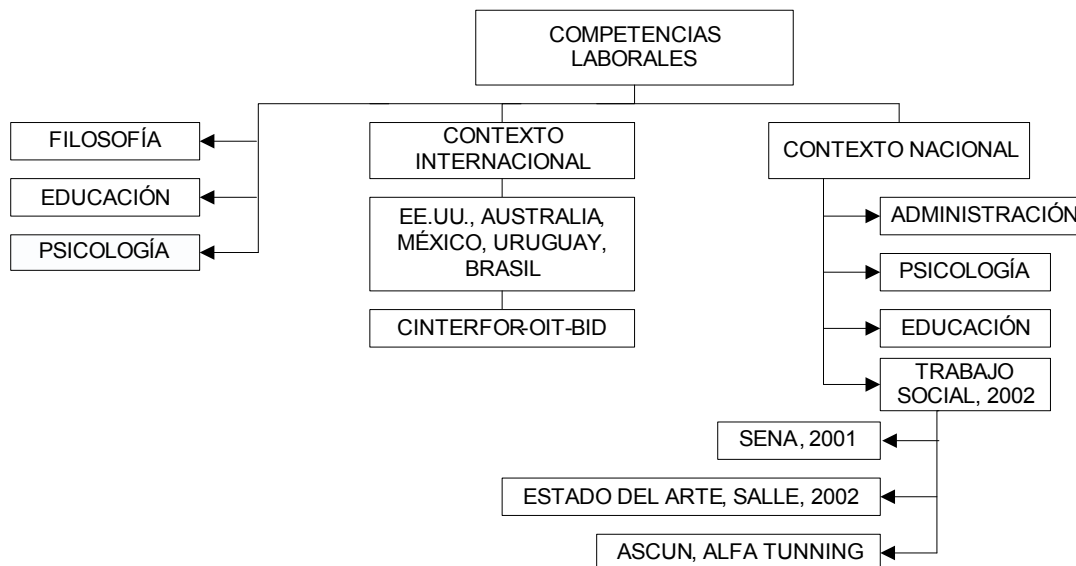 COMPETENCIAS
LABORALES
FILOSOFÍA
EDUCACIÓN
PSICOLOGÍA
CONTEXTO
INTERNACIONAL
EE.UU., AUSTRALIA,
MÉXICO, URUGUAY,
BRASIL
CINTERFOR-OIT-BID
CONTEXTO NACIONAL
ADMINISTRACIÓN
PSICOLOGÍA
EDUCACIÓN
TRABAJO
SOCIAL, 2002
SENA, 2001
ESTADO DEL ARTE, SALLE, 2002
ASCUN, ALFA TUNNING